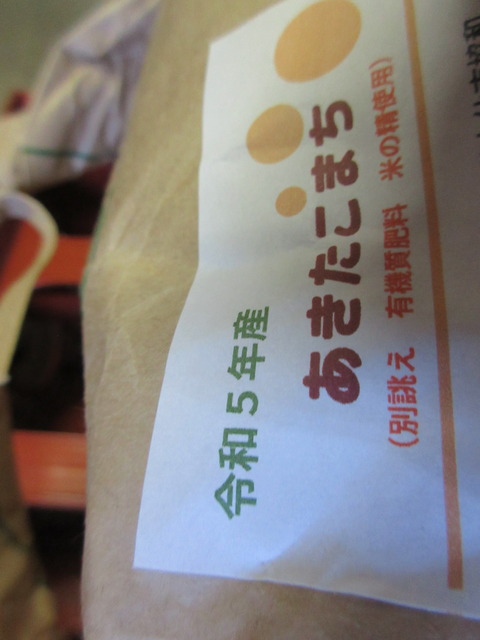 令和5年産
あきたこまち
(別誂え 有機質肥料 米の精使用)